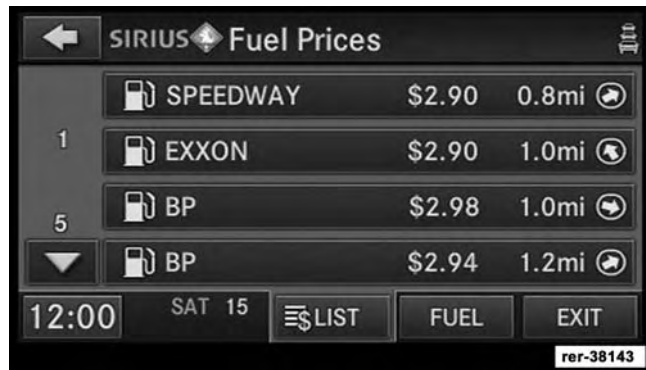 SIRIUS Fuel Prices
SPEEDWAY $2.90 0.8mi
1
EXXON $2.90 1.0mi
BP $2.98 1.0mi
5
BP $2.94 1.2mi
12:00 SAT 15 $LIST FUEL EXIT
rer-38143